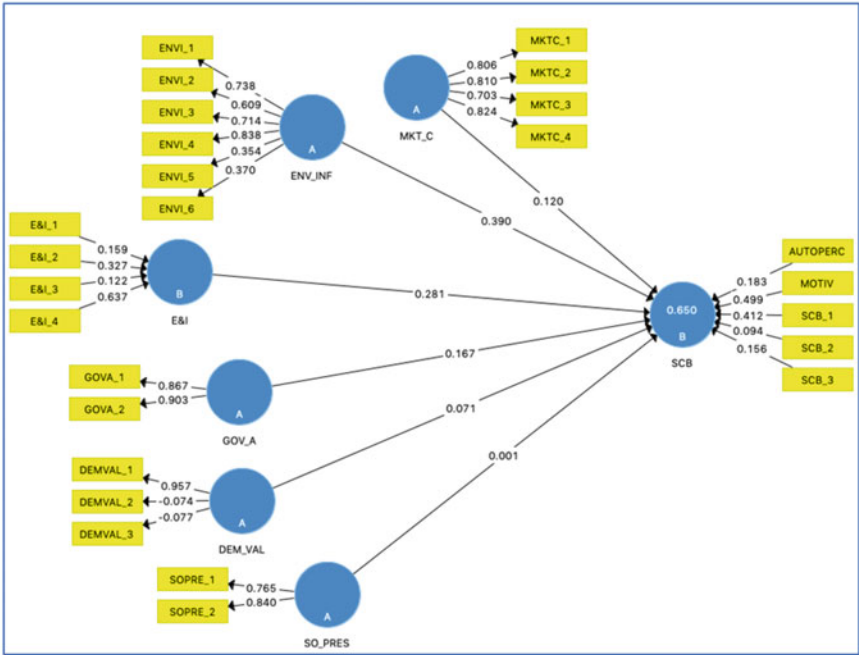 ENVI_1
ENVI_2
ENVI_3
ENVI_4
ENVI_5
ENVI_6
0.738
0.609
0.714
0.838
0.354
0.370
A
ENV_INF
MKTC_1
MKTC_2
MKTC_3
MKTC_4
0.806
0.810
0.703
0.824
A
MKT_C
0.120
0.390
E&I_1
E&I_2
E&I_3
E&I_4
0.159
0.327
0.122
0.637
B
E&I
0.281
AUTOPERC
MOTIV
SCB_1
SCB_2
SCB_3
0.183
0.499
0.412
0.094
0.156
0.650
B
SCB
GOVA_1
GOVA_2
0.867
0.903
A
GOV_A
0.167
DEMVAL_1
DEMVAL_2
DEMVAL_3
0.957
-0.074
-0.077
A
DEM_VAL
0.071
SOPRE_1
SOPRE_2
0.765
0.840
A
SO_PRES
0.001